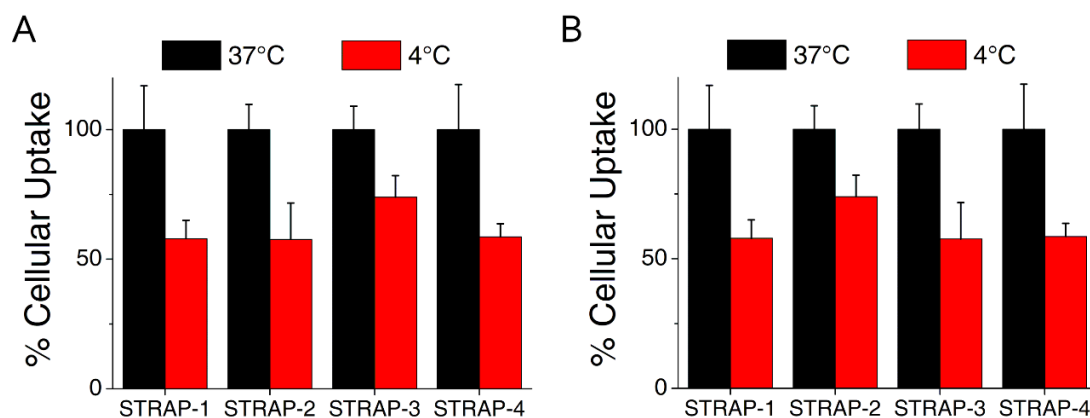 A
37°C 4°C
% Cellular Uptake
100
50
0
STRAP-1 STRAP-2 STRAP-3 STRAP-4
B
37°C 4°C
% Cellular Uptake
100
50
0
STRAP-1 STRAP-2 STRAP-3 STRAP-4